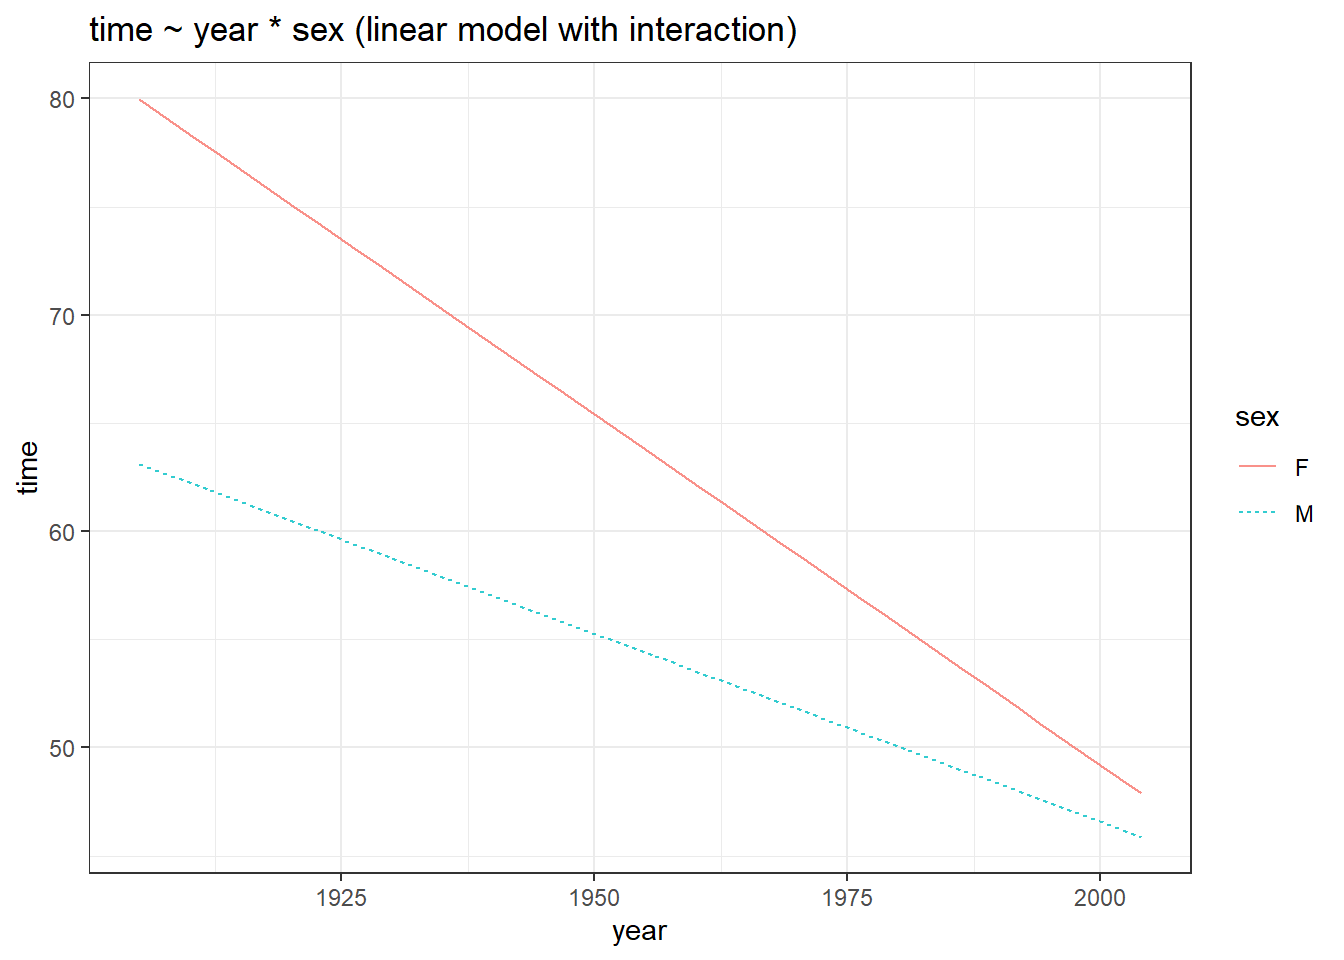 time ~ year * sex (linear model with interaction)
80
70
60
50
time
1925
1950
1975
2000
year
sex
F
M